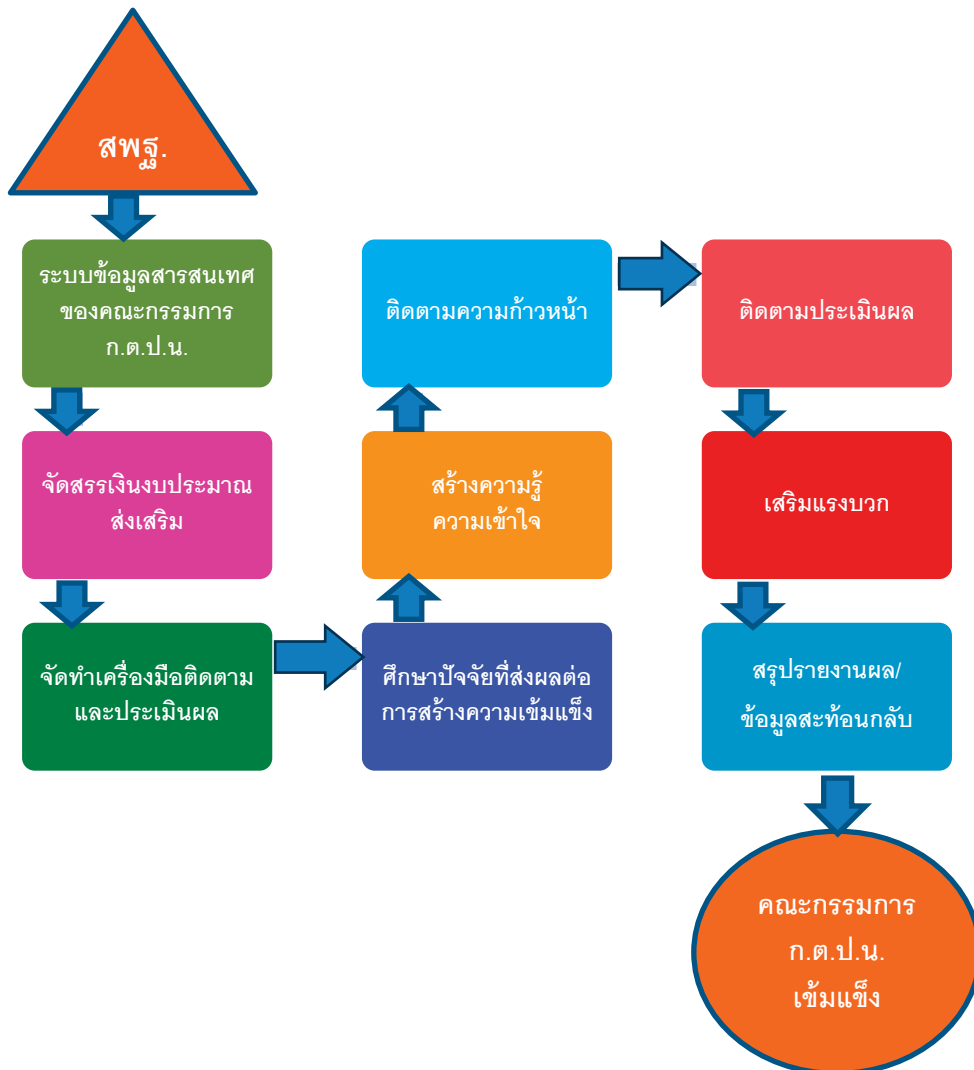 สพฐ.
ระบบข้อมูลสารสนเทศ
ของคณะกรรมการ
ก.ต.ป.น.
จัดสรรเงินงบประมาณ
ส่งเสริม
จัดทำเครื่องมือติดตาม
และประเมินผล
ศึกษาปัจจัยที่ส่งผลต่อ
การสร้างความเข้มแข็ง
สร้างความรู้
ความเข้าใจ
ติดตามความก้าวหน้า
ติดตามประเมินผล
เสริมแรงบวก
สรุปรายงานผล/
ข้อมูลสะท้อนกลับ
คณะกรรมการ
ก.ต.ป.น.
เข้มแข็ง